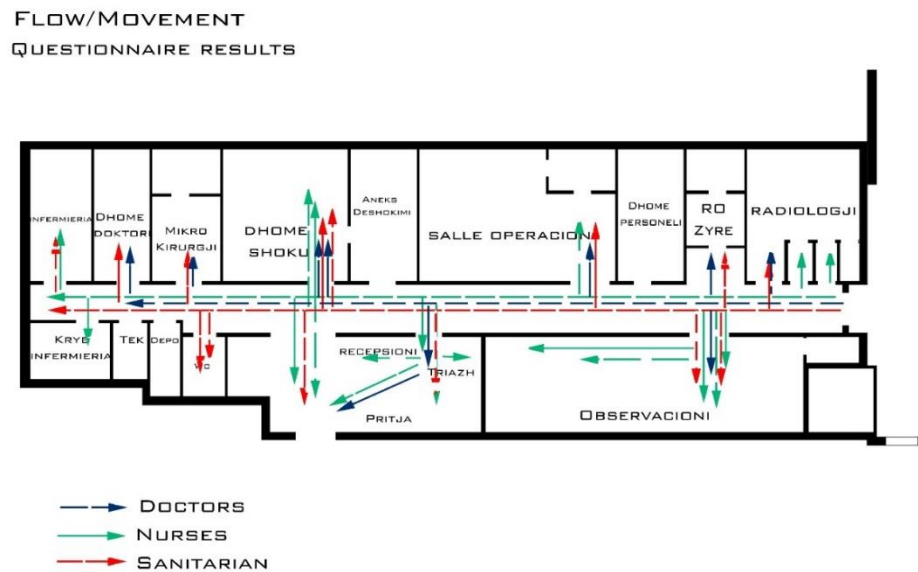 Flow/Movement
Questionnaire results
Infermieria
Dhome
doktori
Mikro
Kirurgji
Dhome
shoku
Aneks
Deshokimi
Salle operacion
Dhome
personeli
RO
Zyre
Radiologji
Krye
infermieria
Tek
Depo
WC
Recepsioni
Triazh
Pritja
Observacioni
Doctors
Nurses
Sanitarian